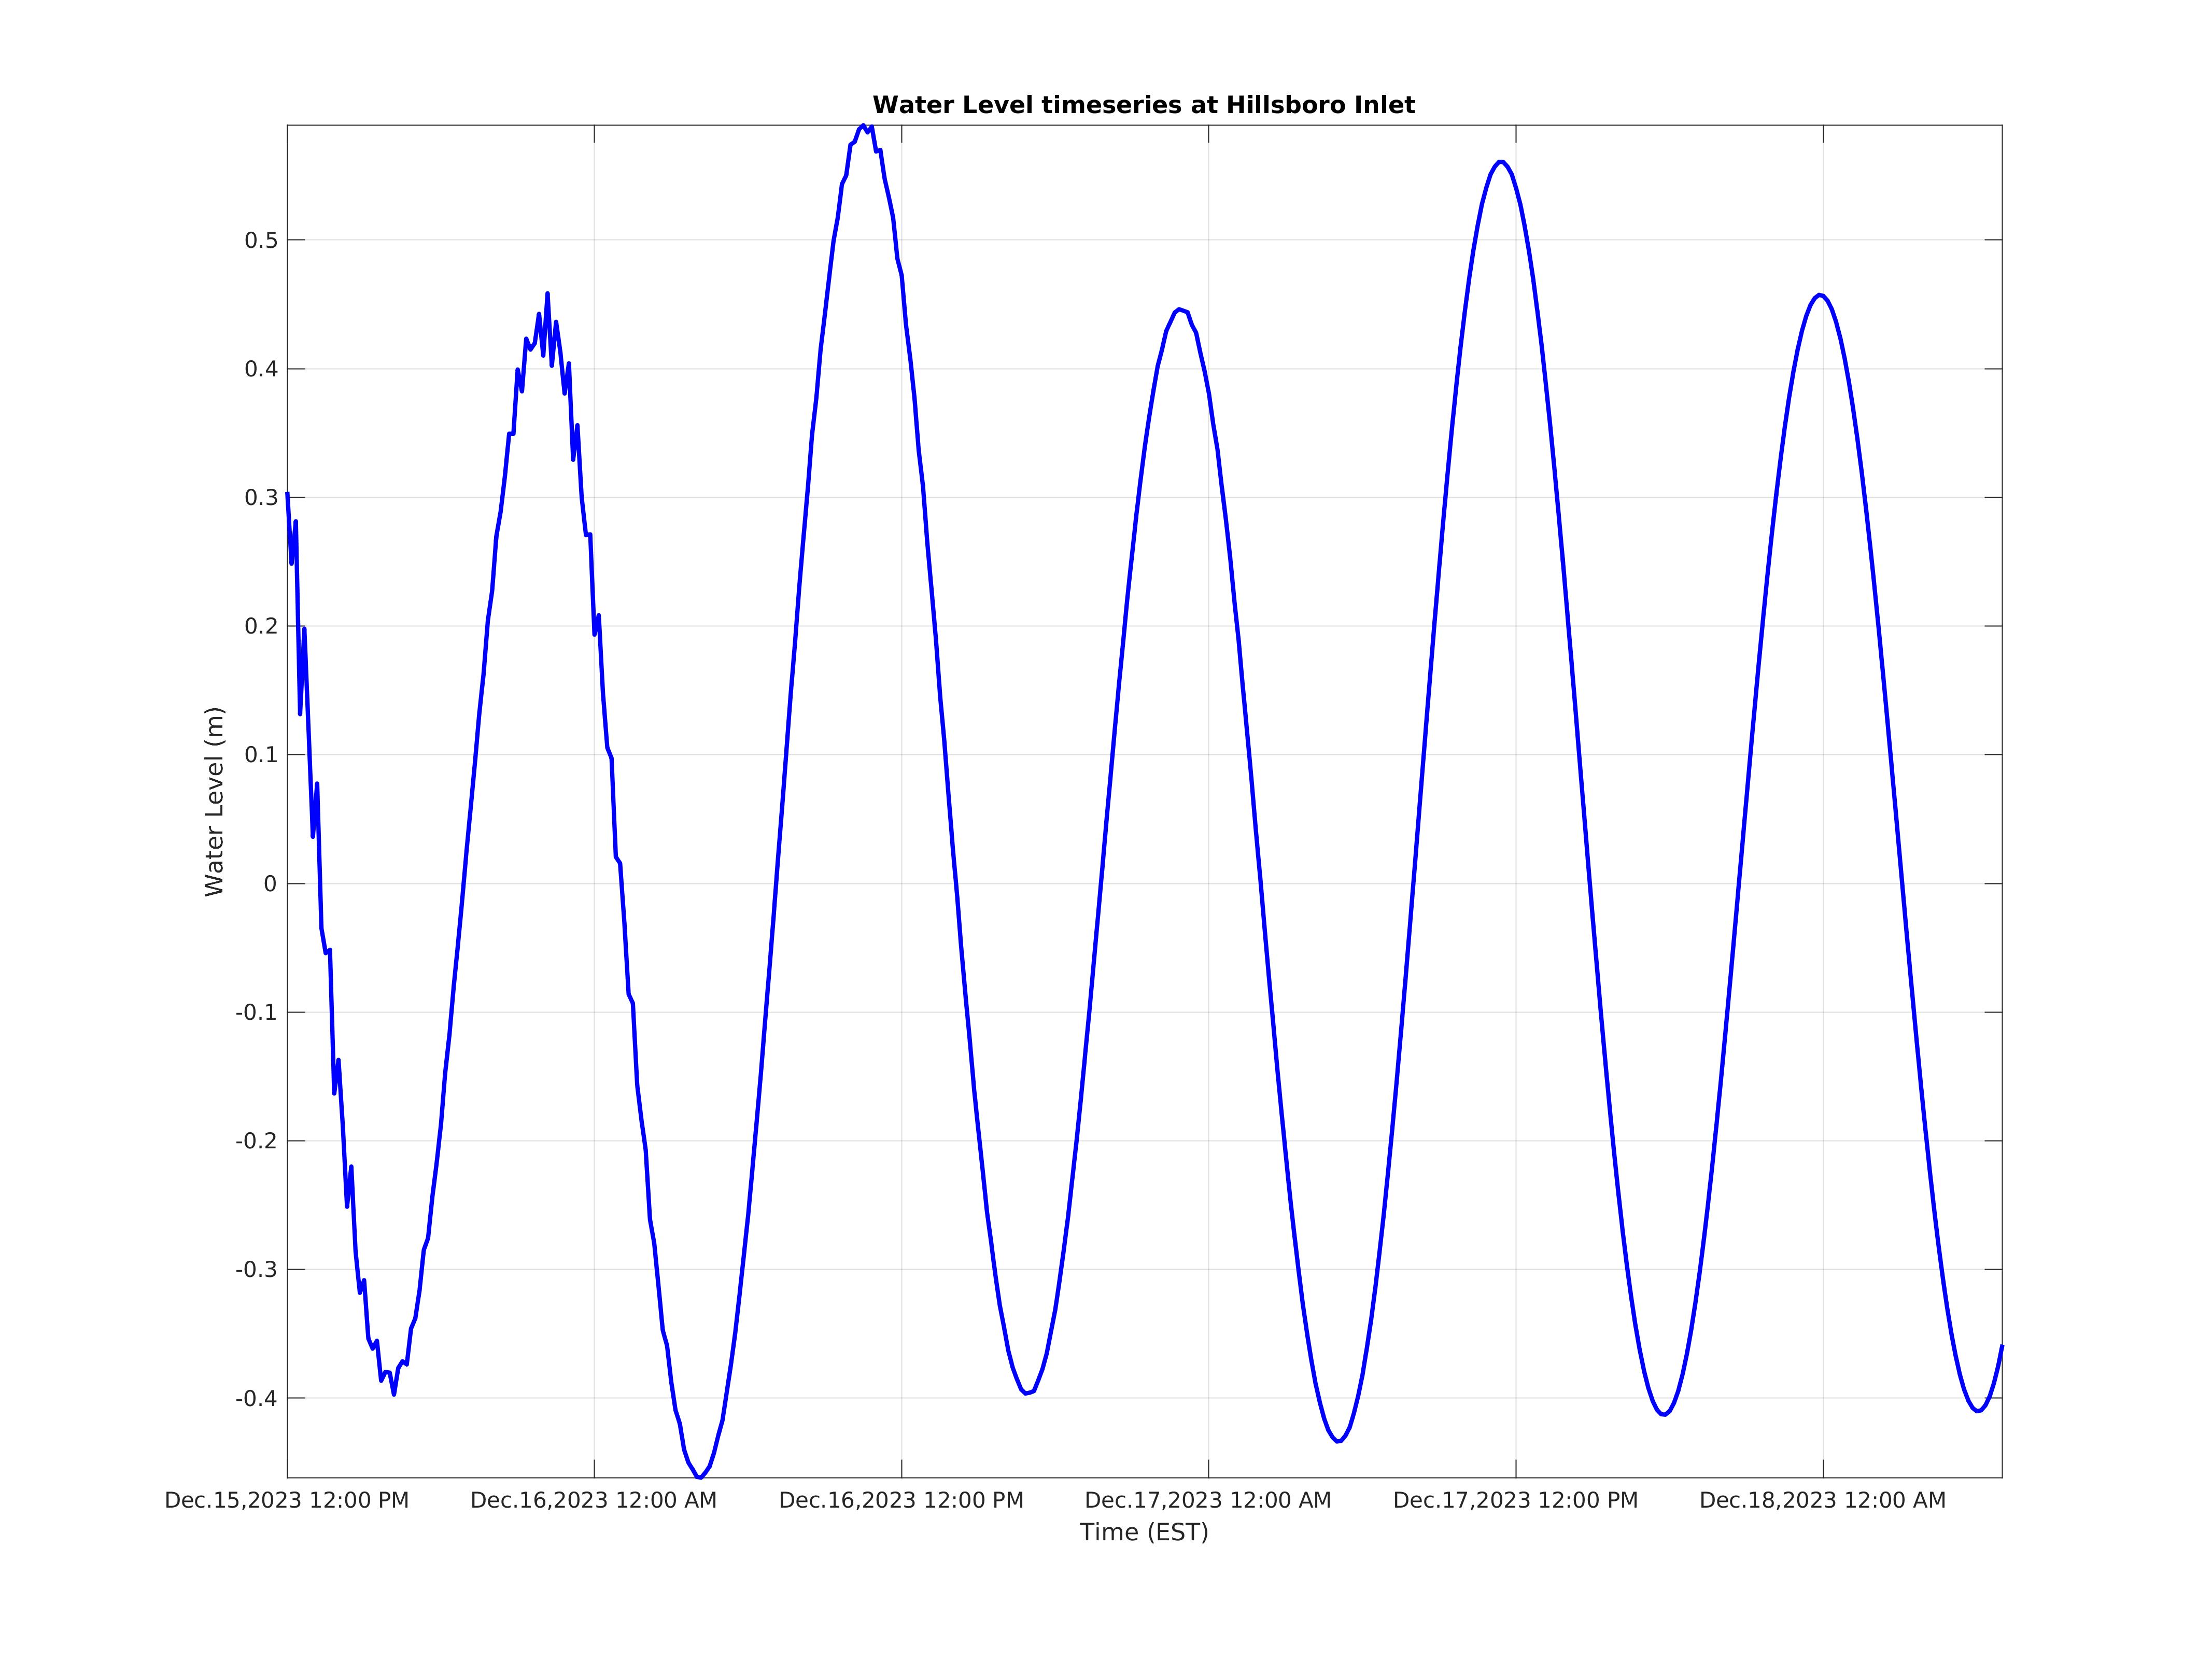 Water Level timeseries at Hillsboro Inlet
0.5
0.4
0.3
0.2
0.1
0
-0.1
-0.2
-0.3
-0.4
Water Level (m)
Dec.15,2023 12:00 PM Dec.16,2023 12:00 AM Dec.16,2023 12:00 PM Dec.17,2023 12:00 AM Dec.17,2023 12:00 PM Dec.18,2023 12:00 AM
Time (EST)